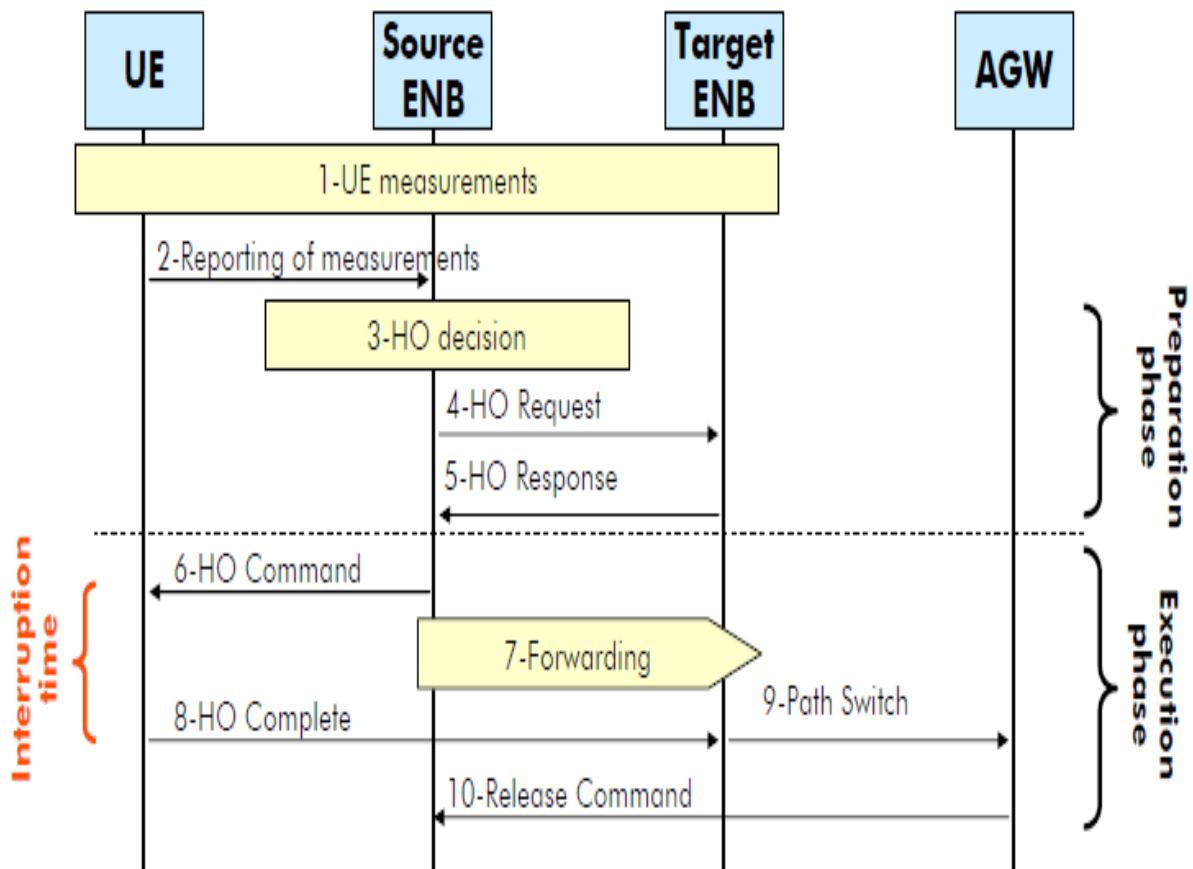 UE
Source
ENB
Target
ENB
AGW
1-UE measurements
2-Reporting of measurements
3-HO decision
4-HO Request
5-HO Response
Preparation
phase
6-HO Command
7-Forwarding
8-HO Complete
9-Path Switch
10-Release Command
Interruption
time
Execution
phase